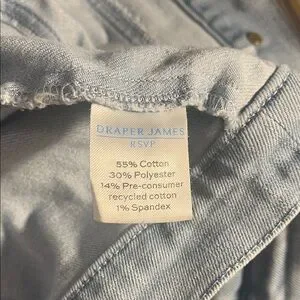 DRAPER JAMES
RSVP
55% Cotton
30% Polyester
14% Pre-consumer
recycled cotton
1% Spandex